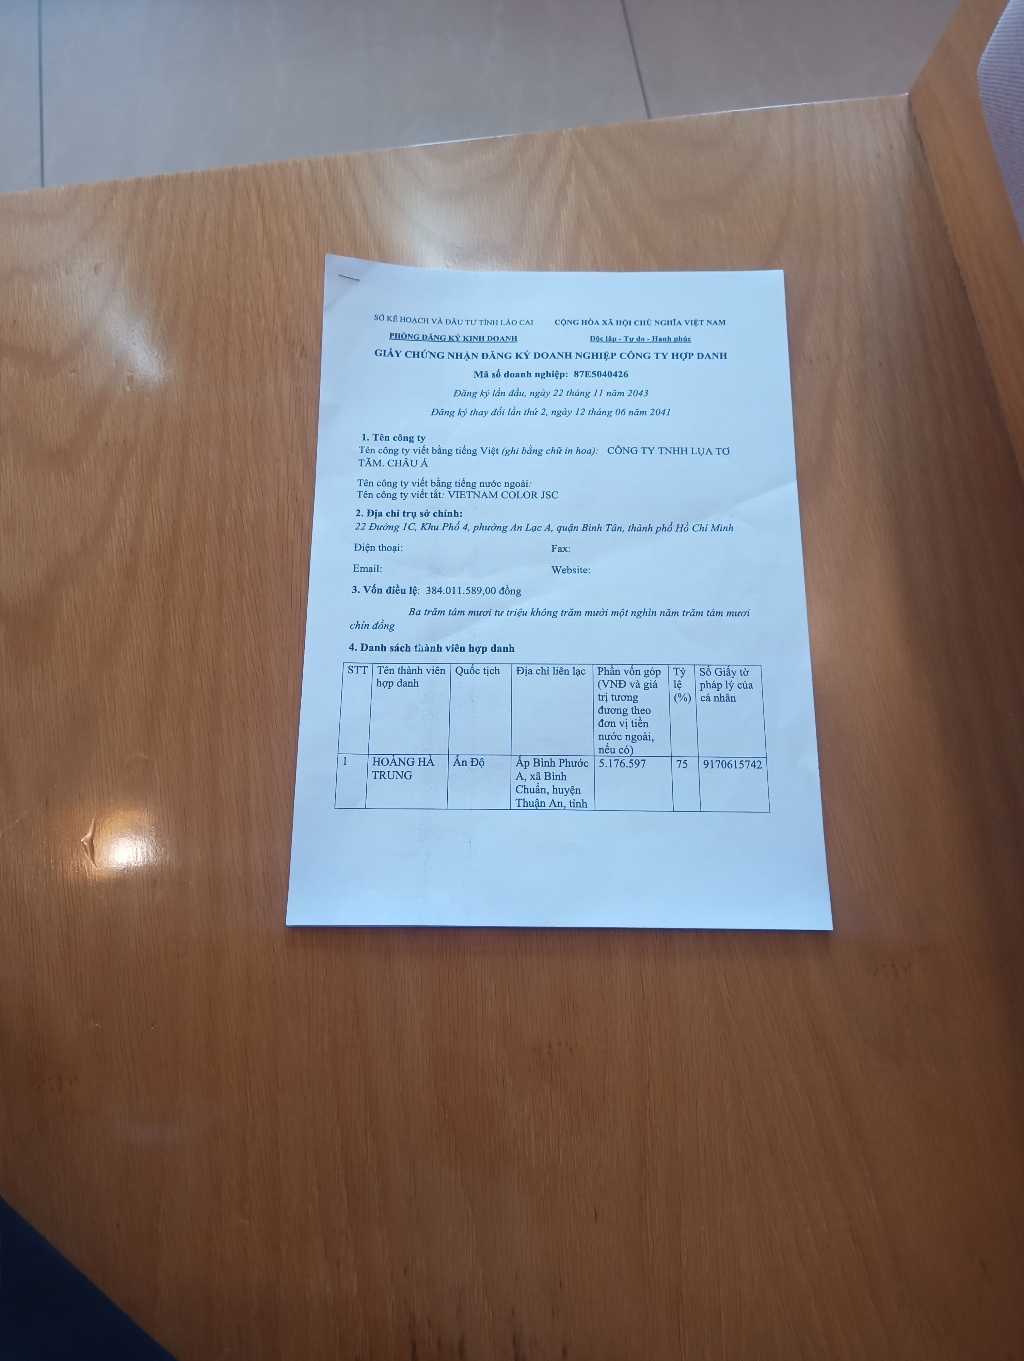 SỞ KẾ HOẠCH VÀ ĐẦU TƯ TỈNH LÀO CAI
CỘNG HÒA XÃ HỘI CHỦ NGHĨA VIỆT NAM
PHÒNG ĐĂNG KÝ KINH DOANH
Độc lập - Tự do - Hạnh phúc
GIẤY CHỨNG NHẬN ĐĂNG KÝ DOANH NGHIỆP CÔNG TY HỢP DANH
Mã số doanh nghiệp: 87E5040426
Đăng ký lần đầu, ngày 22 tháng 11 năm 2043
Đăng ký thay đổi lần thứ 2, ngày 12 tháng 06 năm 2041
1. Tên công ty
Tên công ty viết bằng tiếng Việt (ghi bằng chữ in hoa): CÔNG TY TNHH LỤA TƠ
TẰM. CHÂU Á
Tên công ty viết bằng tiếng nước ngoài:
Tên công ty viết tắt: VIETNAM COLOR JSC
2. Địa chỉ trụ sở chính:
22 Đường 1C, Khu Phố 4, phường An Lạc A, quận Bình Tân, thành phố Hồ Chí Minh
Điện thoại:
Fax:
Email:
Website:
3. Vốn điều lệ: 384.011.589,00 đồng
Ba trăm tám mươi tư triệu không trăm mười một nghìn năm trăm tám mươi
chín đồng
4. Danh sách thành viên hợp danh
STT
Tên thành viên
hợp danh
Quốc tịch
Địa chỉ liên lạc
Phần vốn góp
(VNĐ và giá
trị tương
đương theo
đơn vị tiền
nước ngoài,
nếu có)
Tỷ
lệ
(%)
Số Giấy tờ
pháp lý của
cá nhân
1
HOÀNG HÀ
TRUNG
Ấn Độ
Ấp Bình Phước
A, xã Bình
Chuẩn, huyện
Thuận An, tỉnh
5.176.597
75
9170615742